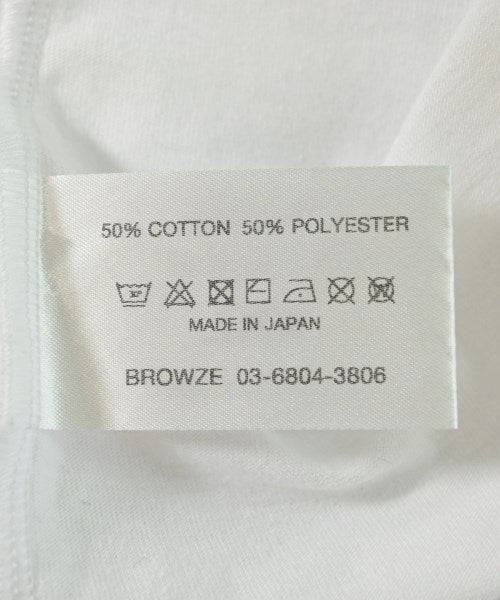 50% COTTON 50% POLYESTER
MADE IN JAPAN
BROWZE 03-6804-3806